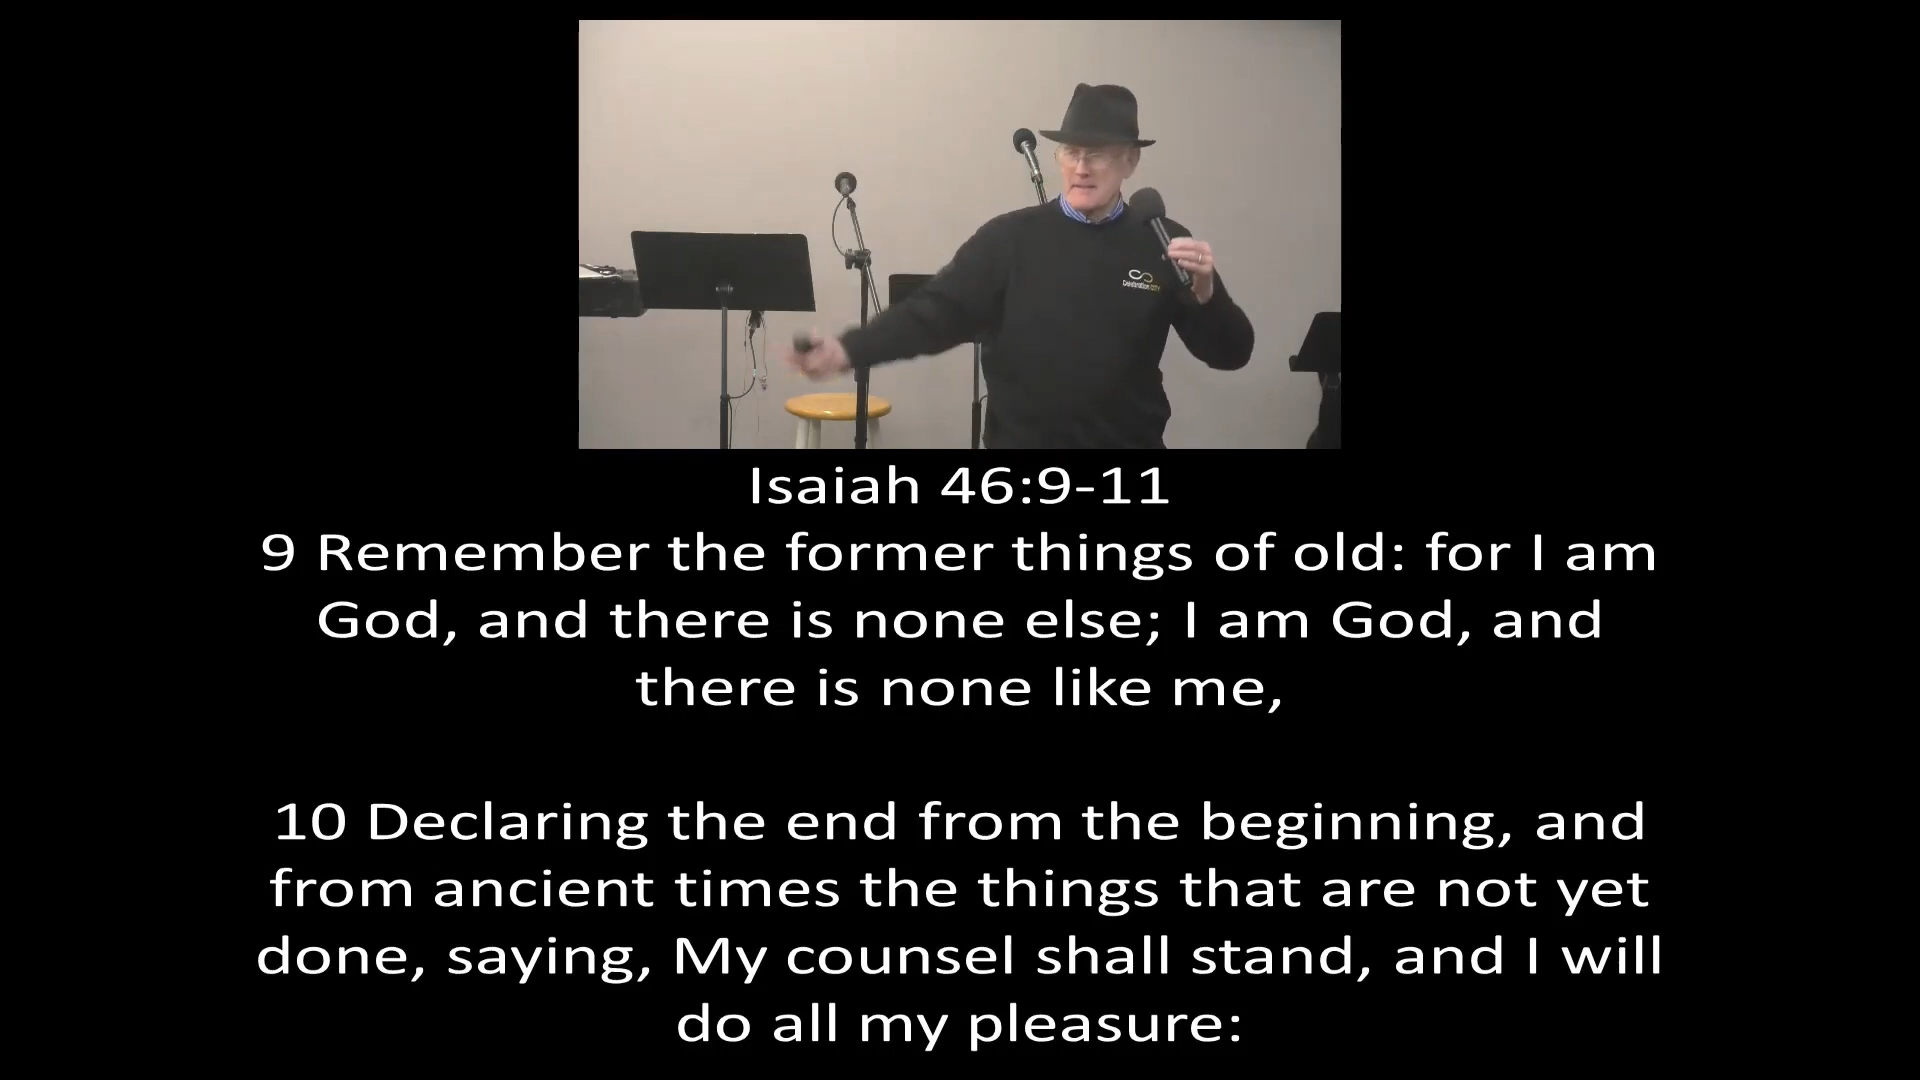 Celebration CITY
Isaiah 46:9-11
9 Remember the former things of old: for I am
God, and there is none else; I am God, and
there is none like me,
10 Declaring the end from the beginning, and
from ancient times the things that are not yet
done, saying, My counsel shall stand, and I will
do all my pleasure: